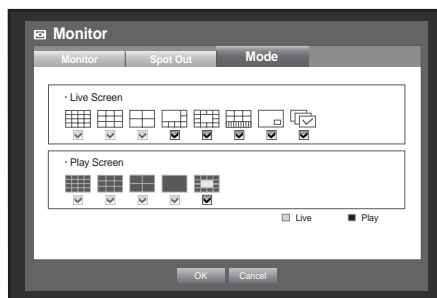 Monitor
Monitor Spot Out Mode
· Live Screen
· Play Screen
Live Play
OK Cancel